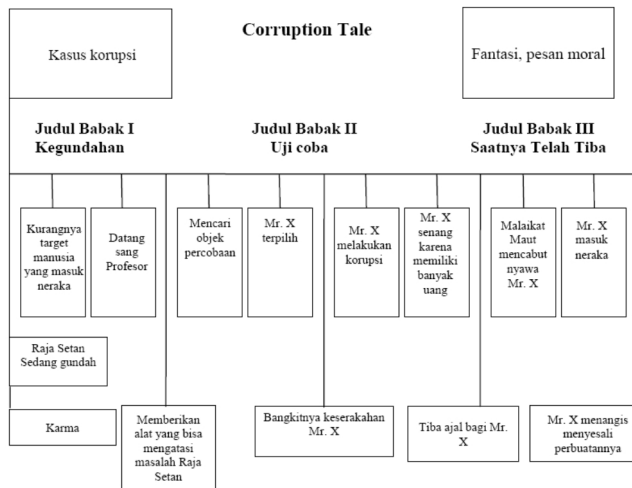 Corruption Tale
Kasus korupsi
Fantasi, pesan moral
Judul Babak I
Kegundahan
Judul Babak II
Uji coba
Judul Babak III
Saatnya Telah Tiba
Kurangnya
target
manusia
yang masuk
neraka
Datang
sang
Profesor
Mencari
objek
percobaan
Mr. X
terpilih
Mr. X
melakukan
korupsi
Mr. X
senang
karena
memiliki
banyak
uang
Malaikat
Maut
mencabut
nyawa
Mr. X
Mr. X
masuk
neraka
Raja Setan
Sedang gundah
Karma
Memberikan
alat yang bisa
mengatasi
masalah Raja
Setan
Bangkitnya keserakahan
Mr. X
Tiba ajal bagi Mr.
X
Mr. X menangis
menyesali
perbuatannya